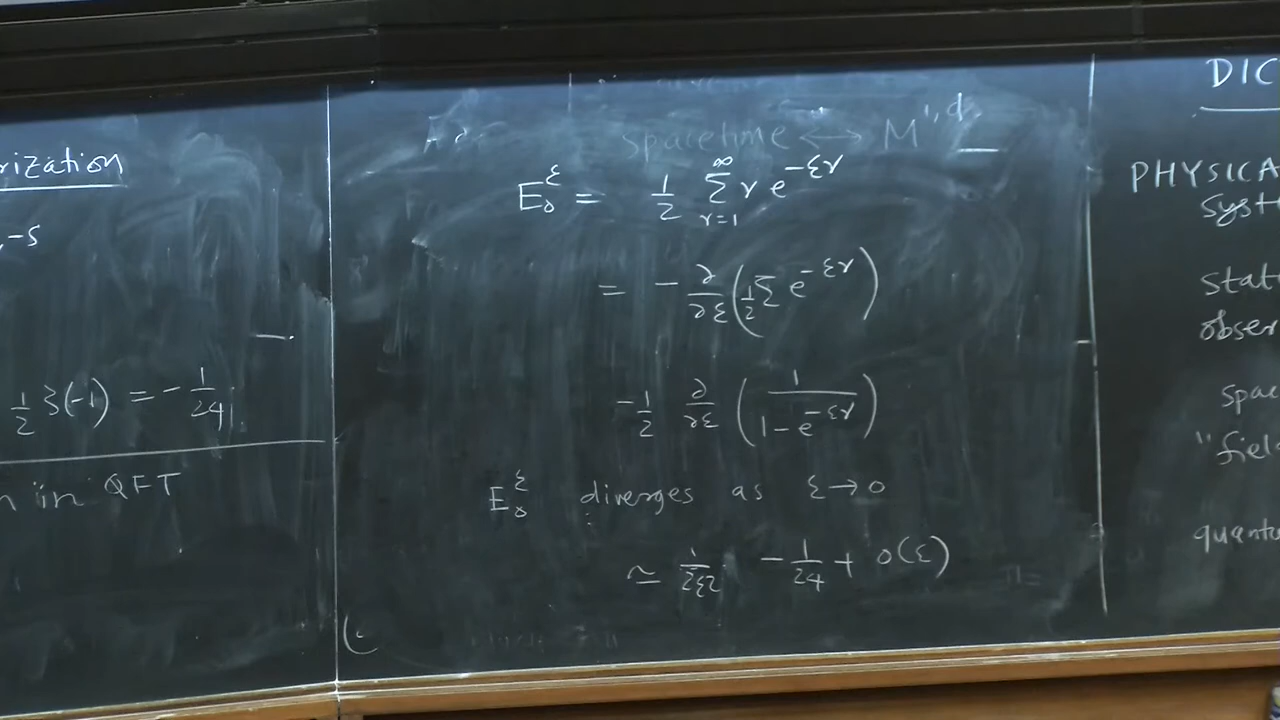 rization
-s
½ ζ(-1) = - 1/24
n in QFT
spacetime ↔ M^{1,d}
E_0^ε = 1/2 Σ_{r=1}^∞ r e^{-εr}
= - ∂/∂ε (1/2 Σ e^{-εr})
-1/2 ∂/∂ε (1/(1-e^{-εr}))
E_0^ε diverges as ε→0
≃ 1/2ε² - 1/24 + O(ε)
DIC
PHYSICA
Syst
stat
obser
spac
"field
quantu